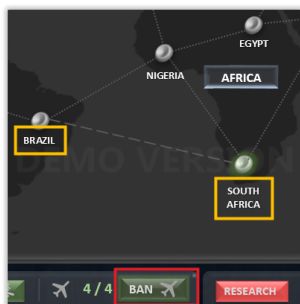 EGYPT
NIGERIA
AFRICA
BRAZIL
DEMO VERSION
SOUTH
AFRICA
4 / 4
BAN
RESEARCH